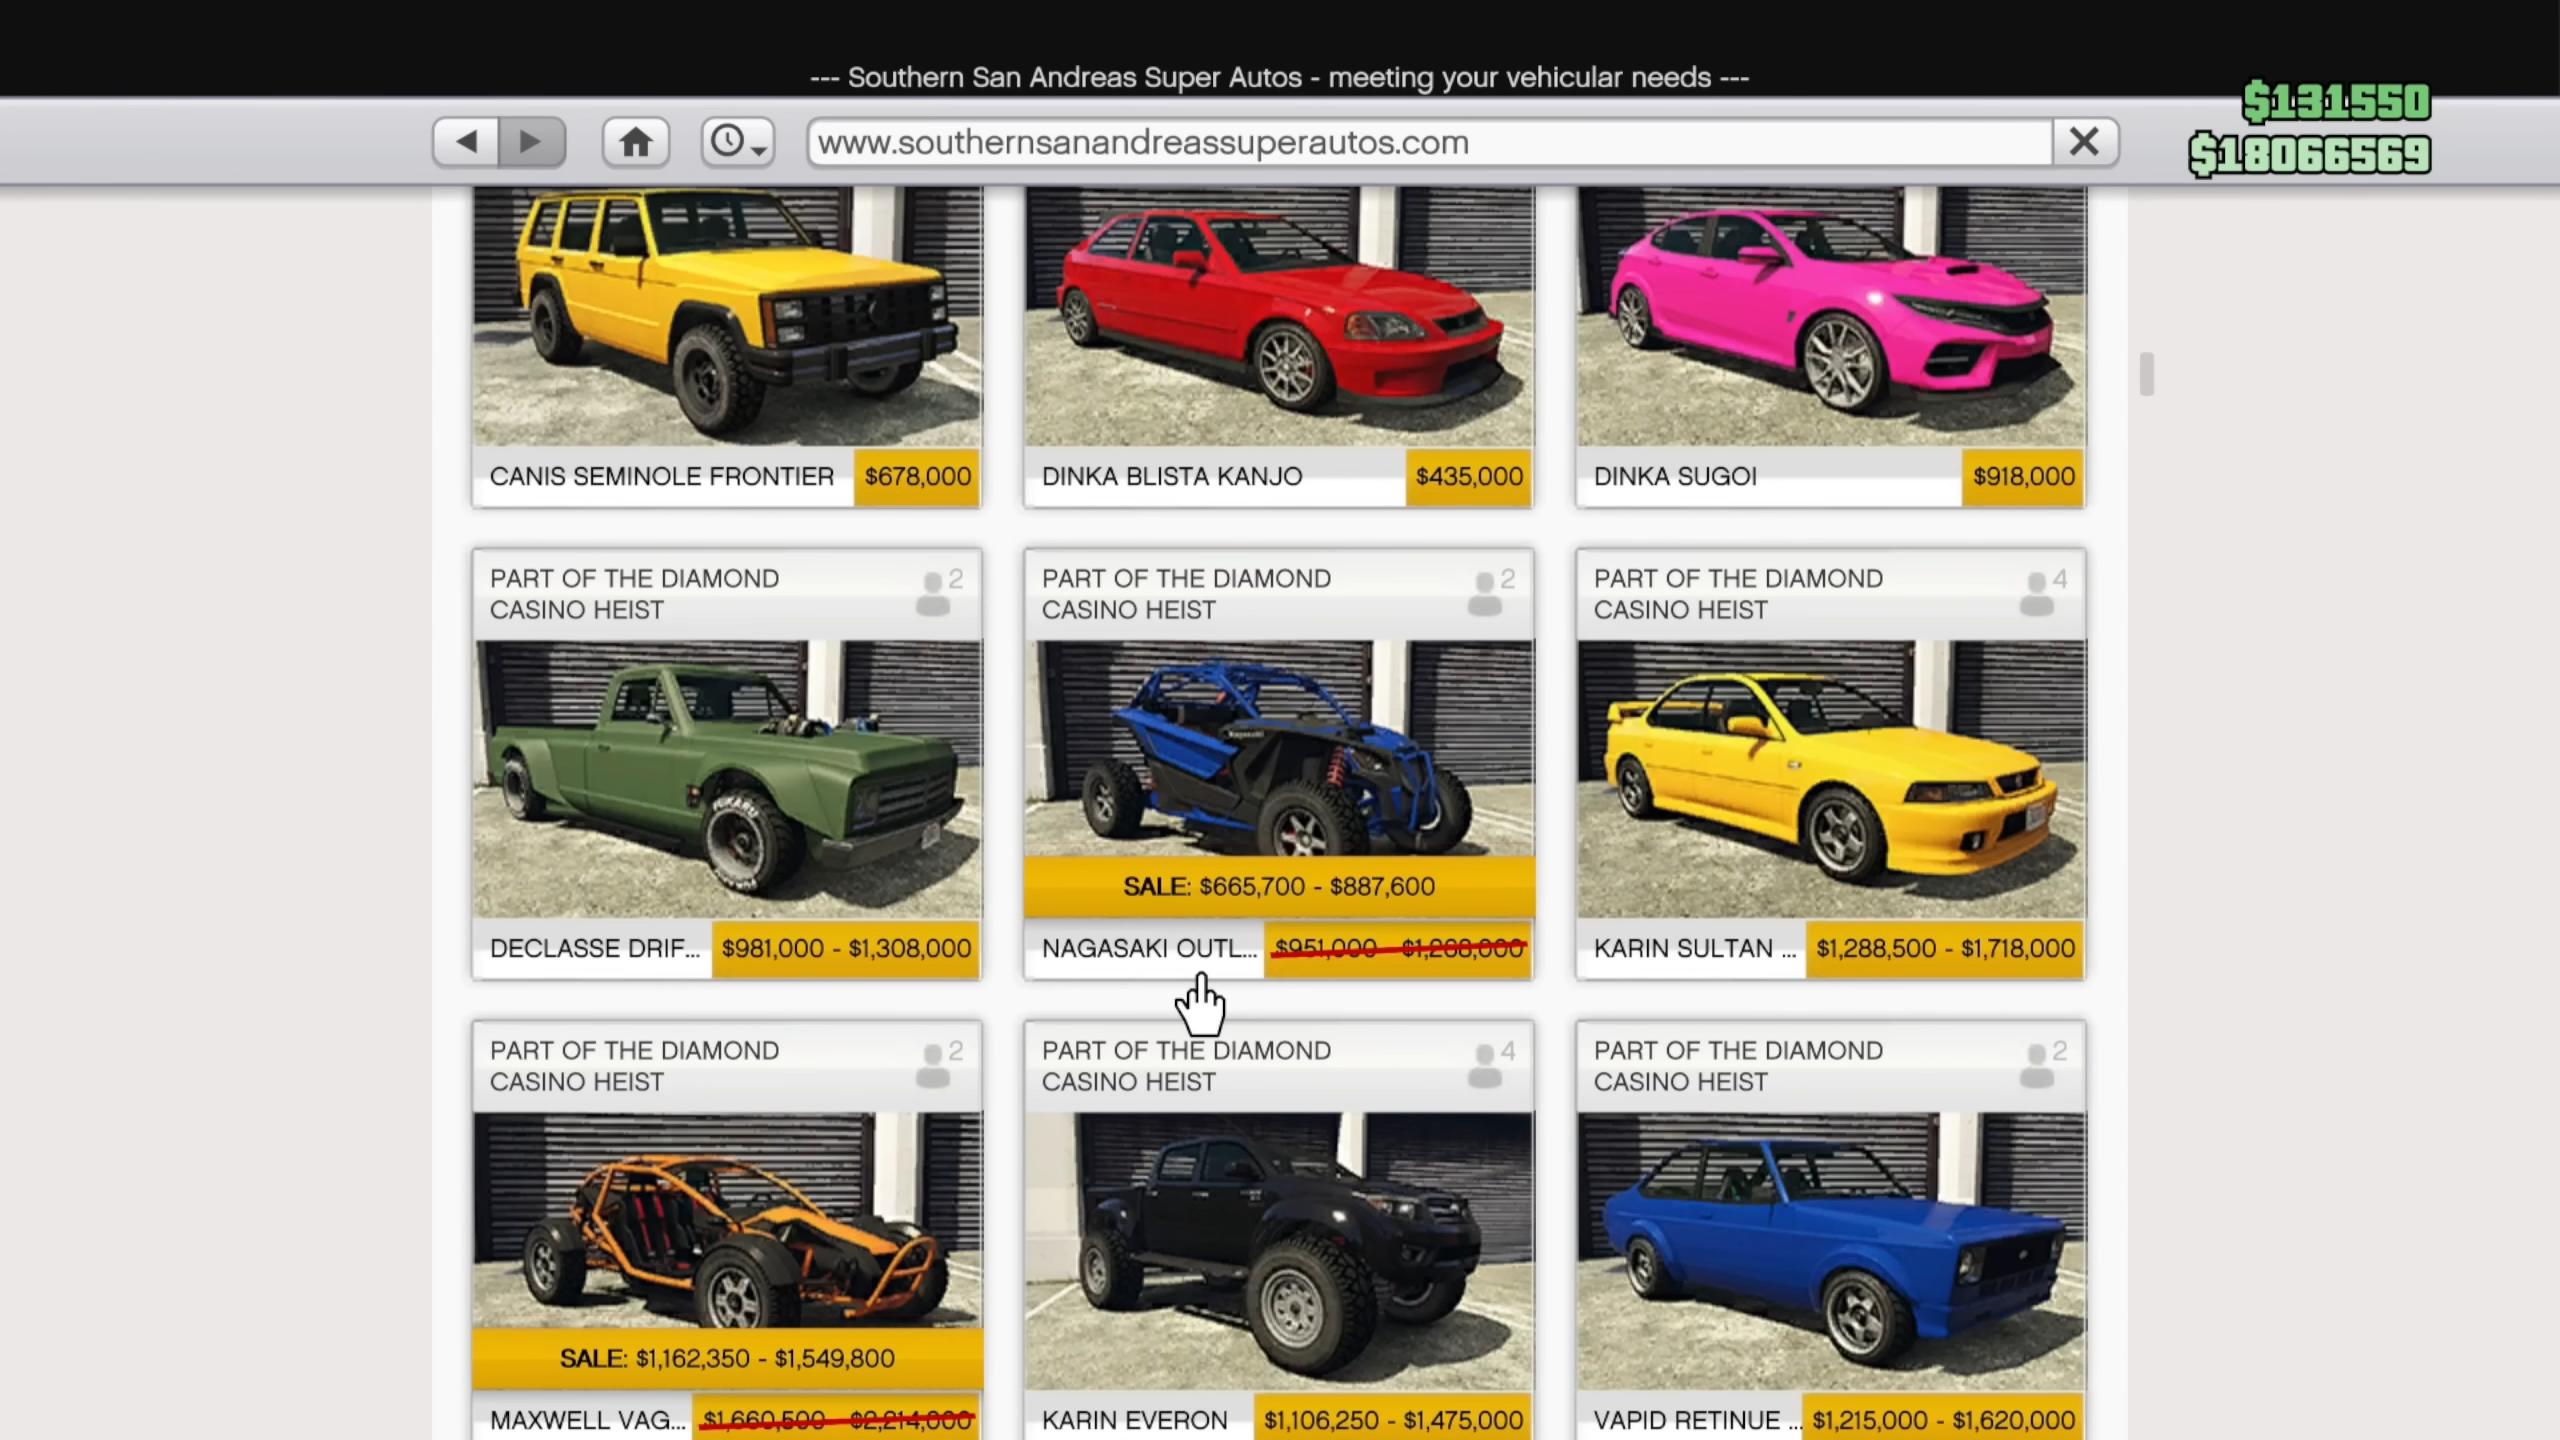 --- Southern San Andreas Super Autos - meeting your vehicular needs ---
$131550
www.southernsanandreassuperautos.com
$18066569
CANIS SEMINOLE FRONTIER $678,000
DINKA BLISTA KANJO $435,000
DINKA SUGOI $918,000
PART OF THE DIAMOND
CASINO HEIST
2
PART OF THE DIAMOND
CASINO HEIST
2
PART OF THE DIAMOND
CASINO HEIST
4
SALE: $665,700 - $887,600
DECLASSE DRIF... $981,000 - $1,308,000
NAGASAKI OUTL... $951,000 - $1,268,000
KARIN SULTAN ... $1,288,500 - $1,718,000
PART OF THE DIAMOND
CASINO HEIST
2
PART OF THE DIAMOND
CASINO HEIST
4
PART OF THE DIAMOND
CASINO HEIST
2
SALE: $1,162,350 - $1,549,800
MAXWELL VAG... $1,660,500 - $2,214,000
KARIN EVERON $1,106,250 - $1,475,000
VAPID RETINUE ... $1,215,000 - $1,620,000